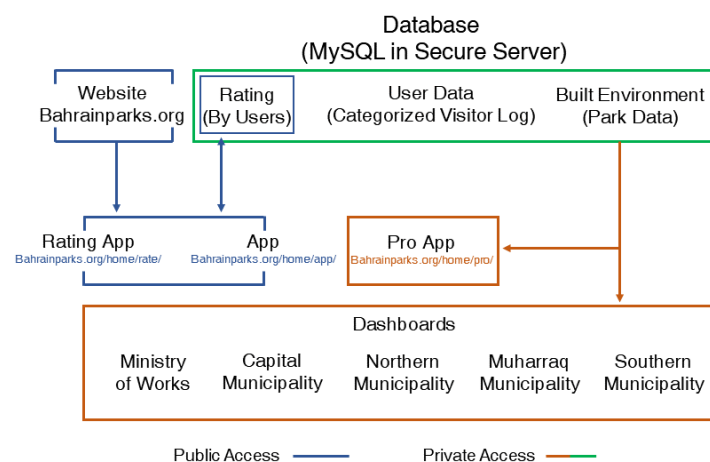 Database
(MySQL in Secure Server)
Website
Bahrainparks.org
Rating
(By Users)
User Data
(Categorized Visitor Log)
Built Environment
(Park Data)
Rating App
Bahrainparks.org/home/rate/
App
Bahrainparks.org/home/app/
Pro App
Bahrainparks.org/home/pro/
Dashboards
Ministry
of Works
Capital
Municipality
Northern
Municipality
Muharraq
Municipality
Southern
Municipality
Public Access
Private Access